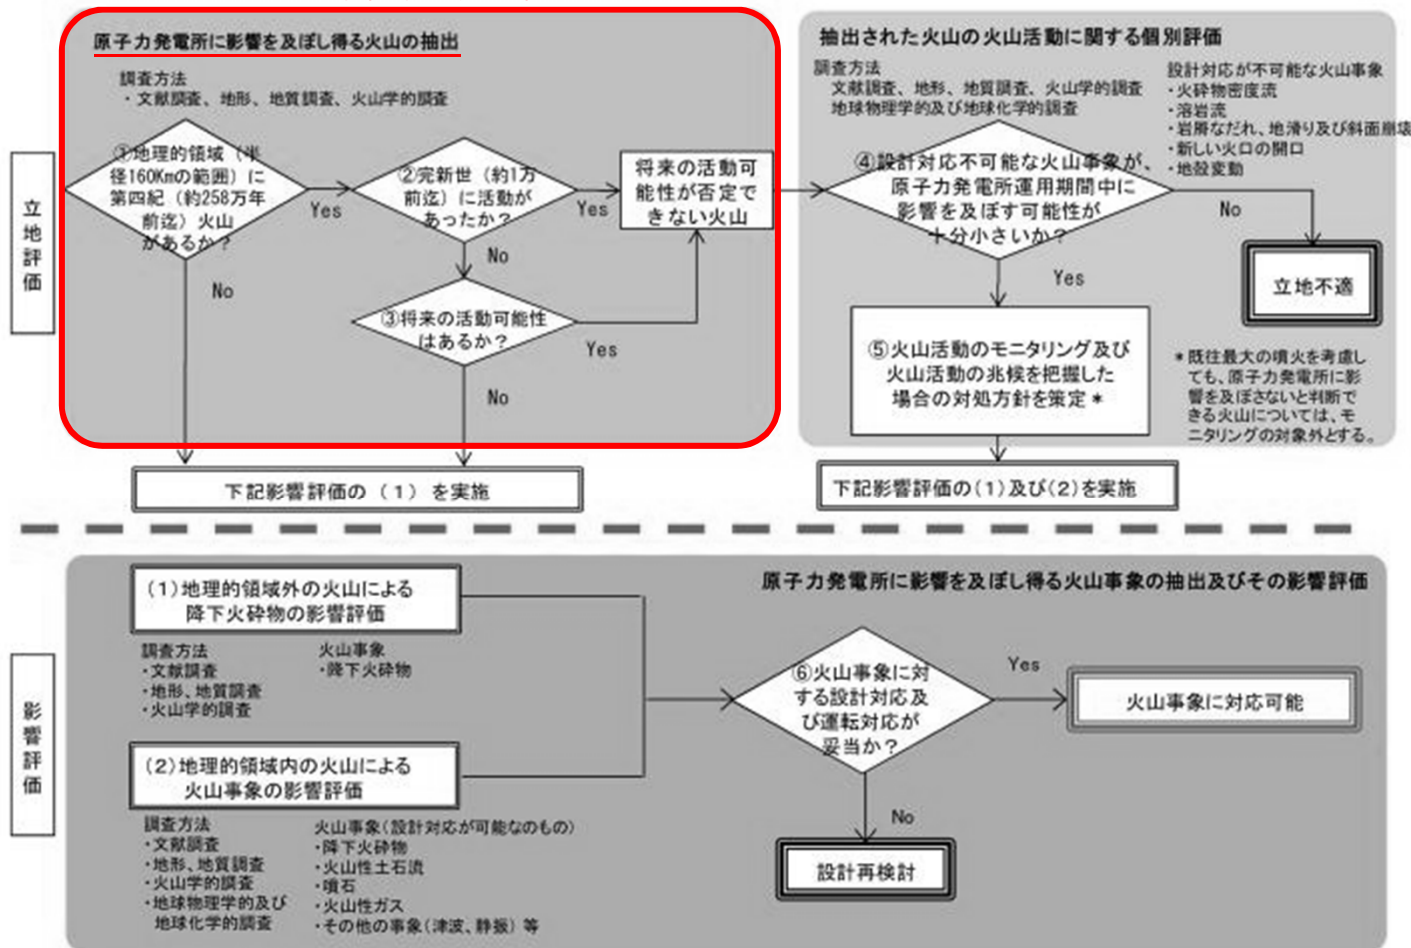 原子力発電所に影響を及ぼし得る火山の抽出
調査方法
・文献調査、地形、地質調査、火山学的調査
立地評価
①地理的領域（半
径160Kmの範囲）に
第四紀（約258万年
前迄）火山
があるか？
Yes
No
②完新世（約1万
前迄）に活動が
あったか？
Yes
No
③将来の活動可能性
はあるか？
Yes
No
将来の活動可
能性が否定で
きない火山
下記影響評価の（1）を実施
抽出された火山の火山活動に関する個別評価
調査方法
文献調査、地形、地質調査、火山学的調査
地球物理学的及び地球化学的調査
設計対応が不可能な火山事象
・火砕物密度流
・溶岩流
・岩屑なだれ、地滑り及び斜面崩壊
・新しい火口の開口
・地殻変動
④設計対応不可能な火山事象が、
原子力発電所運用期間中に
影響を及ぼす可能性が
十分小さいか？
No
Yes
立地不適
⑤火山活動のモニタリング及び
火山活動の兆候を把握した
場合の対処方針を策定＊
＊既往最大の噴火を考慮し
ても、原子力発電所に影
響を及ぼさないと判断で
きる火山については、モ
ニタリングの対象外とする。
下記影響評価の(1)及び(2)を実施
影響評価
(1)地理的領域外の火山による
降下火砕物の影響評価
調査方法
・文献調査
・地形、地質調査
・火山学的調査
火山事象
・降下火砕物
(2)地理的領域内の火山による
火山事象の影響評価
調査方法
・文献調査
・地形、地質調査
・火山学的調査
・地球物理学的及び
地球化学的調査
火山事象（設計対応が可能なのもの）
・降下火砕物
・火山性土石流
・噴石
・火山性ガス
・その他の事象（津波、静振）等
原子力発電所に影響を及ぼし得る火山事象の抽出及びその影響評価
⑥火山事象に対
する設計対応及
び運転対応が
妥当か？
Yes
火山事象に対応可能
No
設計再検討